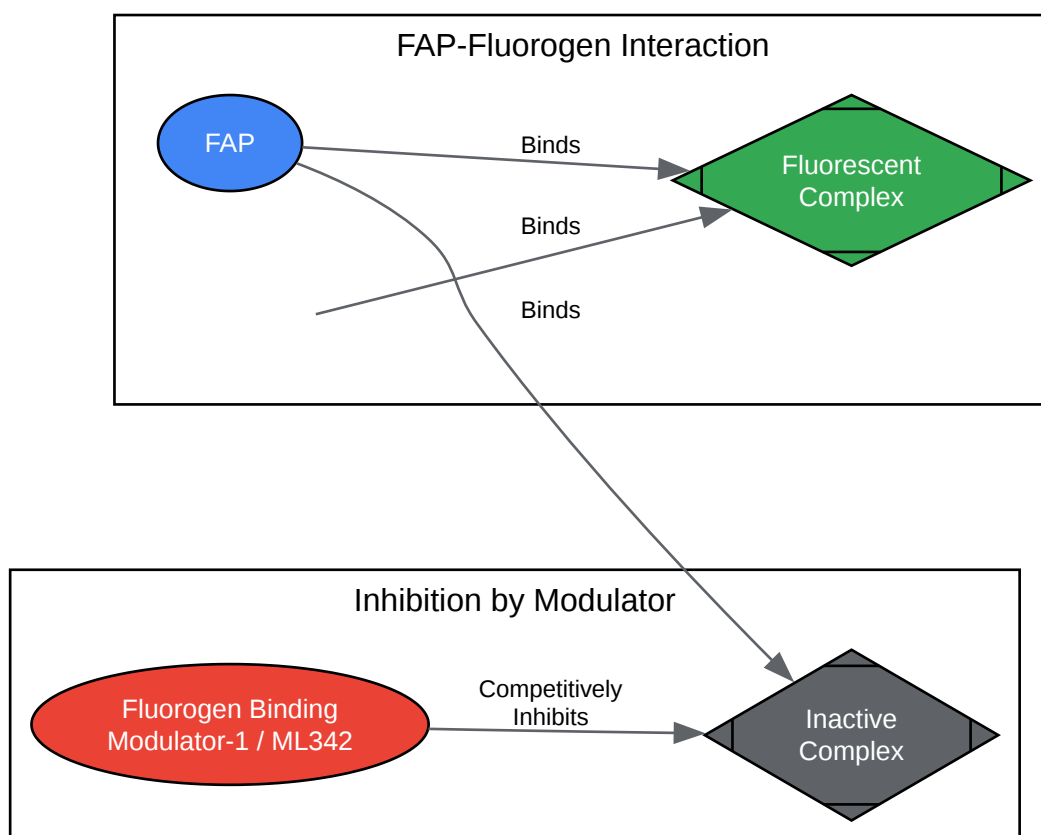 FAP-Fluorogen Interaction
FAP
Binds
Fluorescent
Complex
Binds
Binds
Inhibition by Modulator
Fluorogen Binding
Modulator-1 / ML342
Competitively
Inhibits
Inactive
Complex